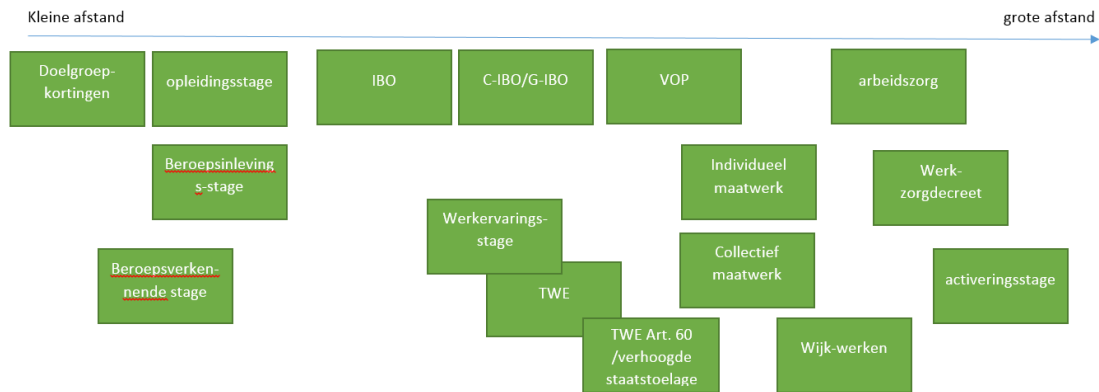 Kleine afstand
grote afstand
Doelgroep-
kortingen
opleidingsstage
IBO
C-IBO/G-IBO
VOP
arbeidszorg
Beroepsinleving
s-stage
Individueel
maatwerk
Werk-
zorgdecreet
Werkervarings-
stage
Beroepsverken-
nende stage
Collectief
maatwerk
activeringsstage
TWE
TWE Art. 60
/verhoogde
staatstoelage
Wijk-werken